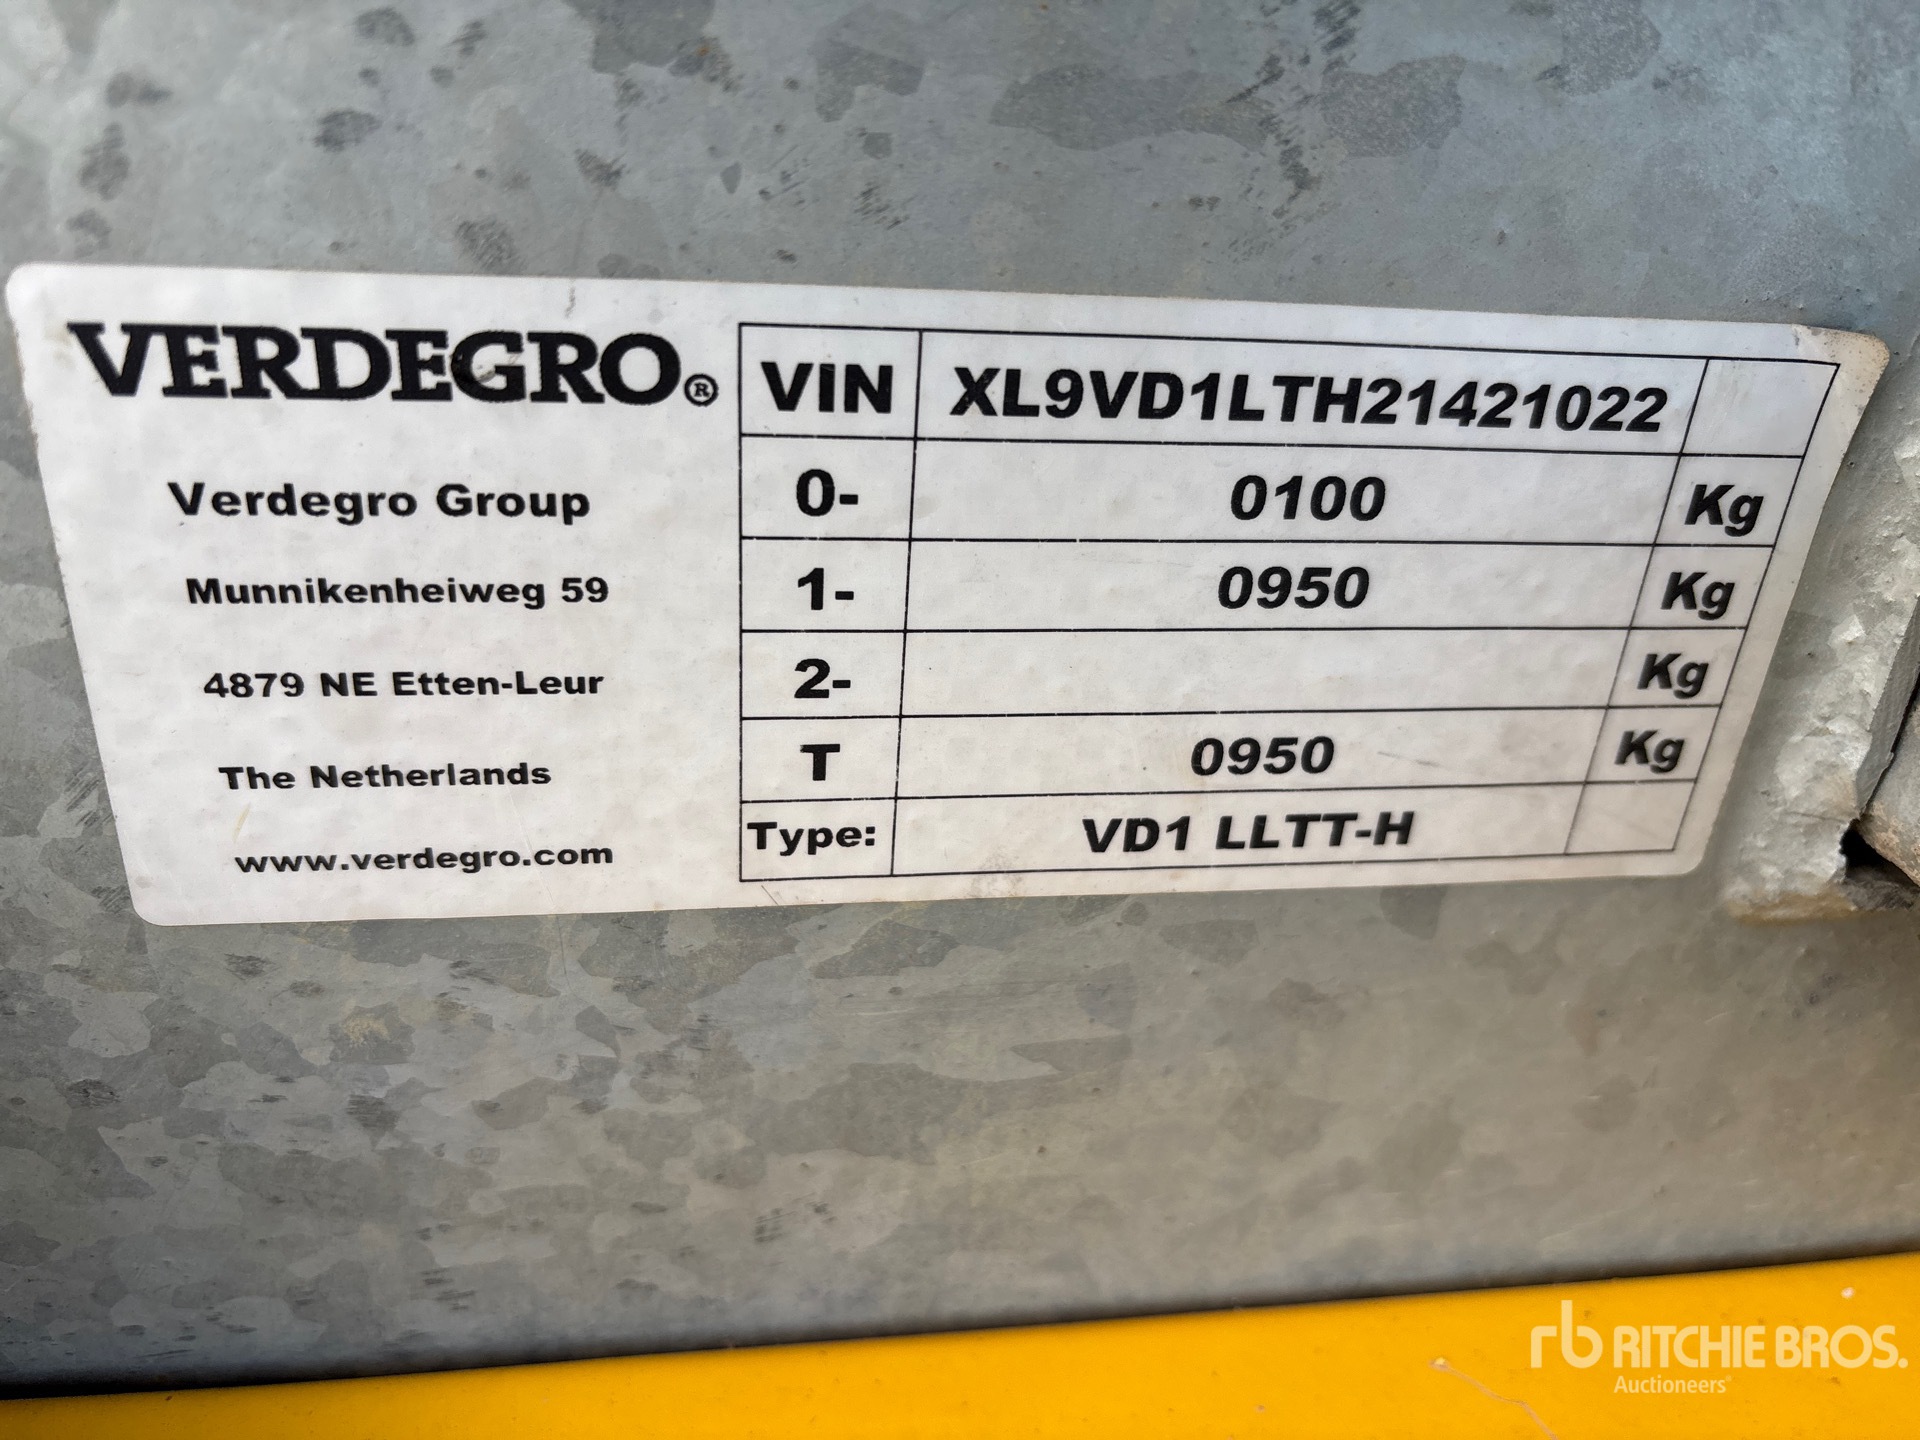 VERDEGRO®
Verdegro Group
Munnikenheiweg 59
4879 NE Etten-Leur
The Netherlands
www.verdegro.com
VIN XL9VD1LTH21421022
0- 0100 Kg
1- 0950 Kg
2- Kg
T 0950 Kg
Type: VD1 LLTT-H
rb RITCHIE BROS.
Auctioneers